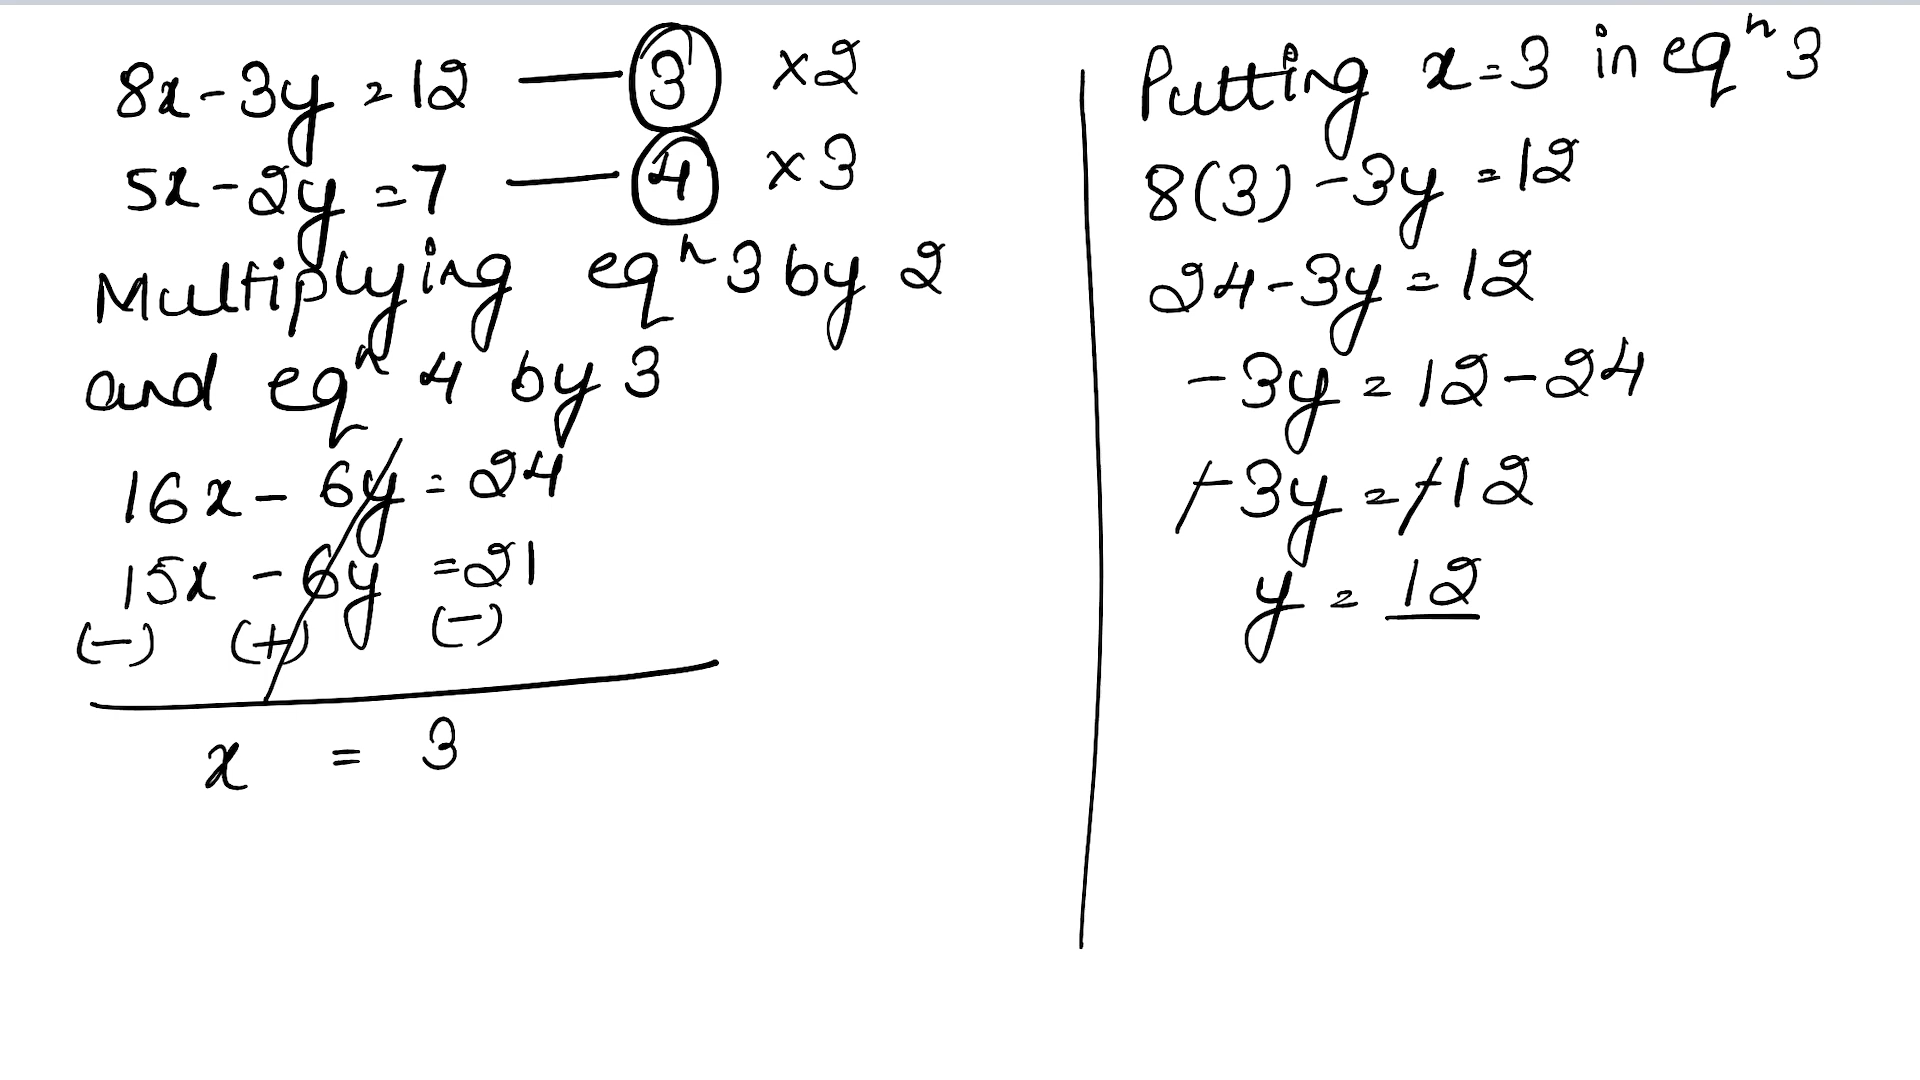 8x-3y=12 —— 3 ×2
5x-2y=7 —— 4 ×3
Multiplying eqⁿ 3 by 2
and eqⁿ 4 by 3
16x-6y=24
15x-6y=21
(-) (+) (-)
x = 3
Putting x=3 in eqⁿ 3
8(3)-3y=12
24-3y=12
-3y=12-24
-3y=-12
y=12